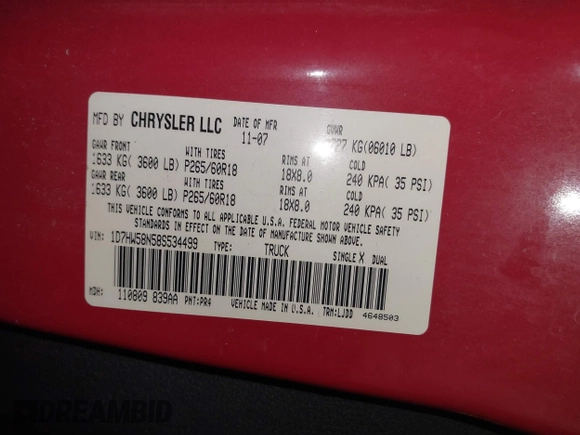 MFD BY CHRYSLER LLC DATE OF MFR 11-07 GVWR KG(06010 LB)
GAWR FRONT WITH TIRES RIMS AT COLD
1633 KG( 3600 LB) P265/60R18 18X8.0 240 KPA( 35 PSI)
GAWR REAR WITH TIRES RIMS AT COLD
1633 KG( 3600 LB) P265/60R18 18X8.0 240 KPA( 35 PSI)
THIS VEHICLE CONFORMS TO ALL APPLICABLE U.S.A. FEDERAL MOTOR VEHICLE SAFETY
STANDARDS IN EFFECT ON THE DATE OF MANUFACTURE SHOWN ABOVE.
VIN: 1D7HW58N58S534499 TYPE: TRUCK SINGLE X DUAL
MDH: 110809 839AA PNT:PR4 VEHICLE MADE IN U.S.A. TRM:LJDD 4648503
DREAMBID